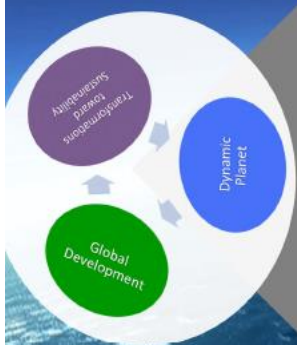 Transformations
toward
Sustainability
Dynamic
Planet
Global
Development